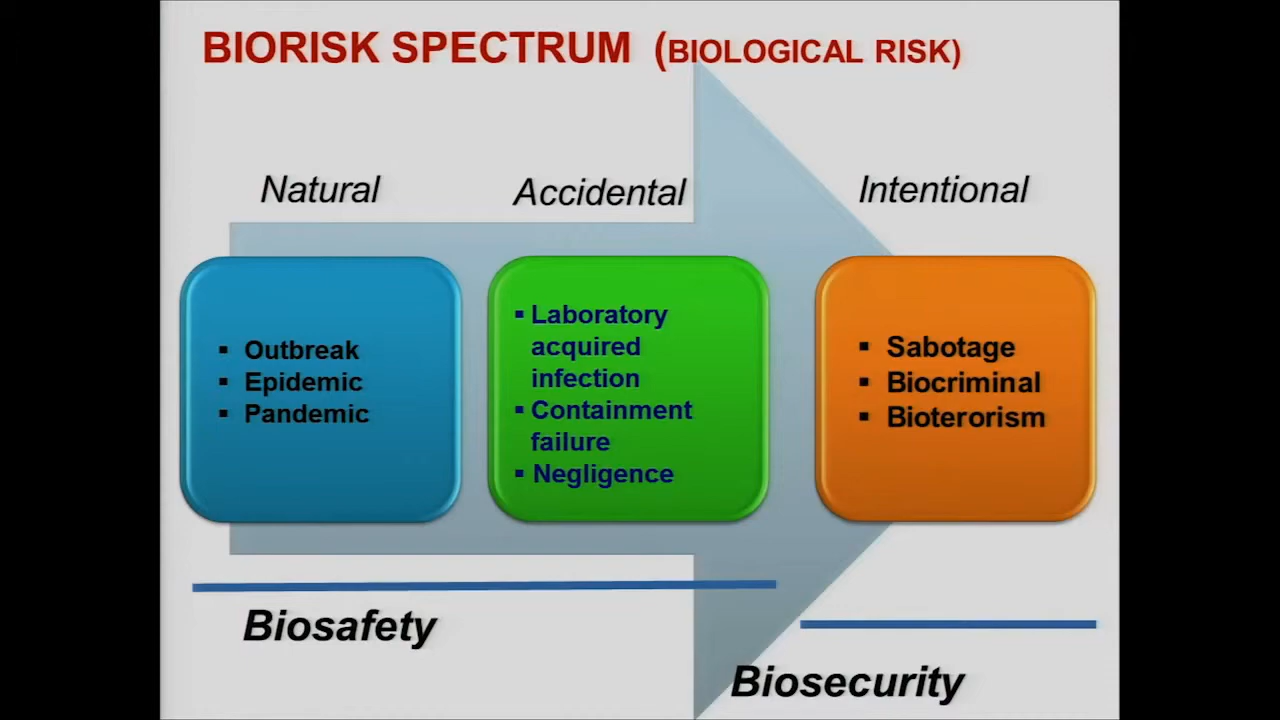 BIORISK SPECTRUM (BIOLOGICAL RISK)
Natural
Accidental
Intentional
▪ Outbreak
▪ Epidemic
▪ Pandemic
▪ Laboratory
acquired
infection
▪ Containment
failure
▪ Negligence
▪ Sabotage
▪ Biocriminal
▪ Bioterorism
Biosafety
Biosecurity